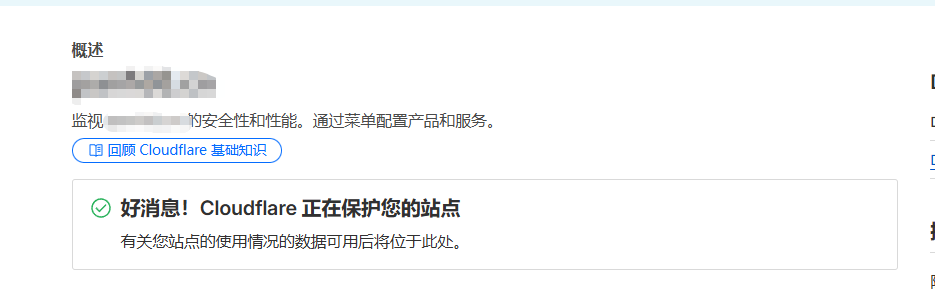 概述
监视 的安全性和性能。通过菜单配置产品和服务。
回顾 Cloudflare 基础知识
好消息！Cloudflare 正在保护您的站点
有关您站点的使用情况的数据可用后将位于此处。